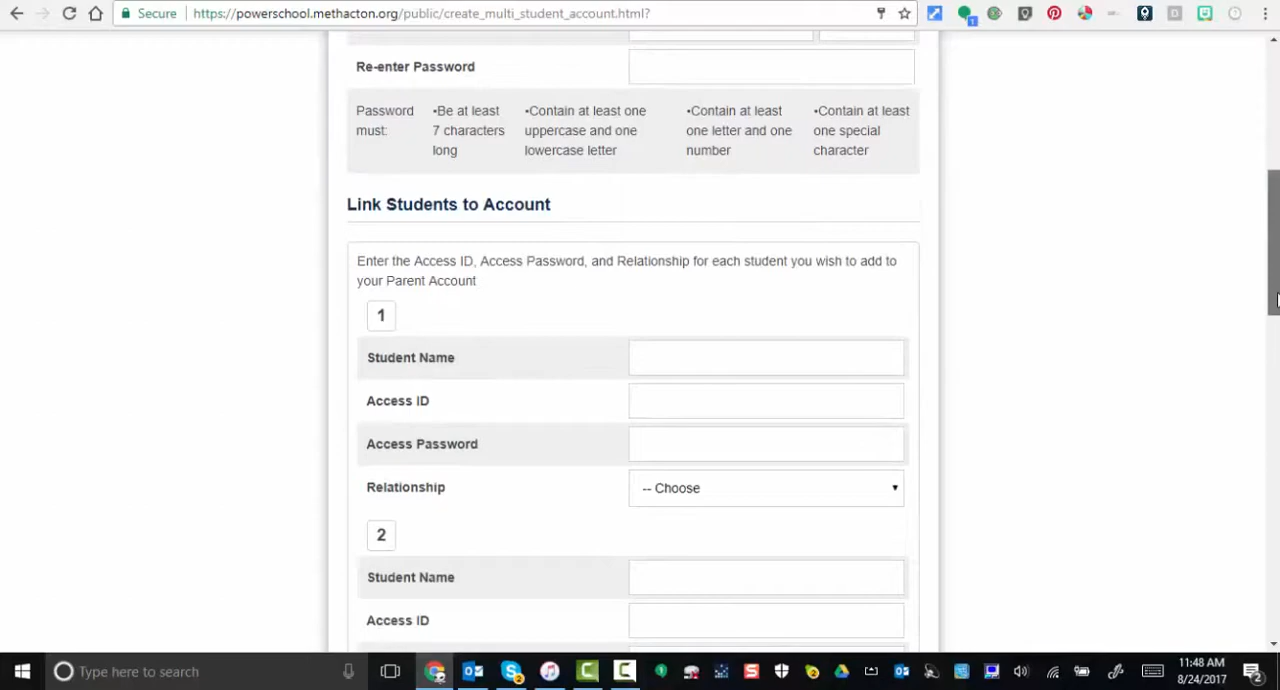 Secure https://powerschool.methacton.org/public/create_multi_student_account.html?
1
Re-enter Password
Password must:
•Be at least 7 characters long
•Contain at least one uppercase and one lowercase letter
•Contain at least one letter and one number
•Contain at least one special character
Link Students to Account
Enter the Access ID, Access Password, and Relationship for each student you wish to add to
your Parent Account
1
Student Name
Access ID
Access Password
Relationship -- Choose
2
Student Name
Access ID
Type here to search
11:48 AM
8/24/2017
2